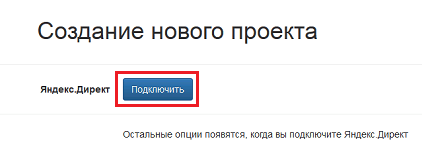 Создание нового проекта
Яндекс.Директ Подключить
Остальные опции появятся, когда вы подключите Яндекс.Директ